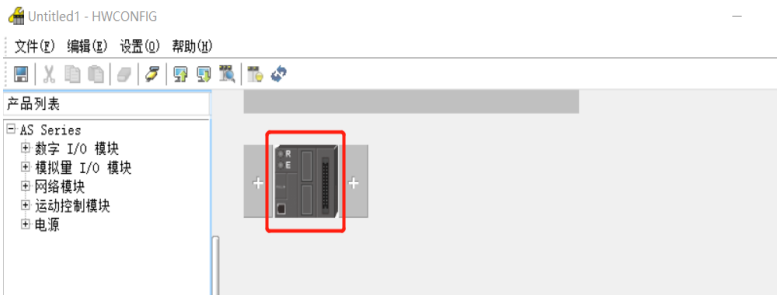 Untitled1 - HWCONFIG
文件(F) 编辑(E) 设置(O) 帮助(H)
产品列表
AS Series
数字 I/O 模块
模拟量 I/O 模块
网络模块
运动控制模块
电源
R
E